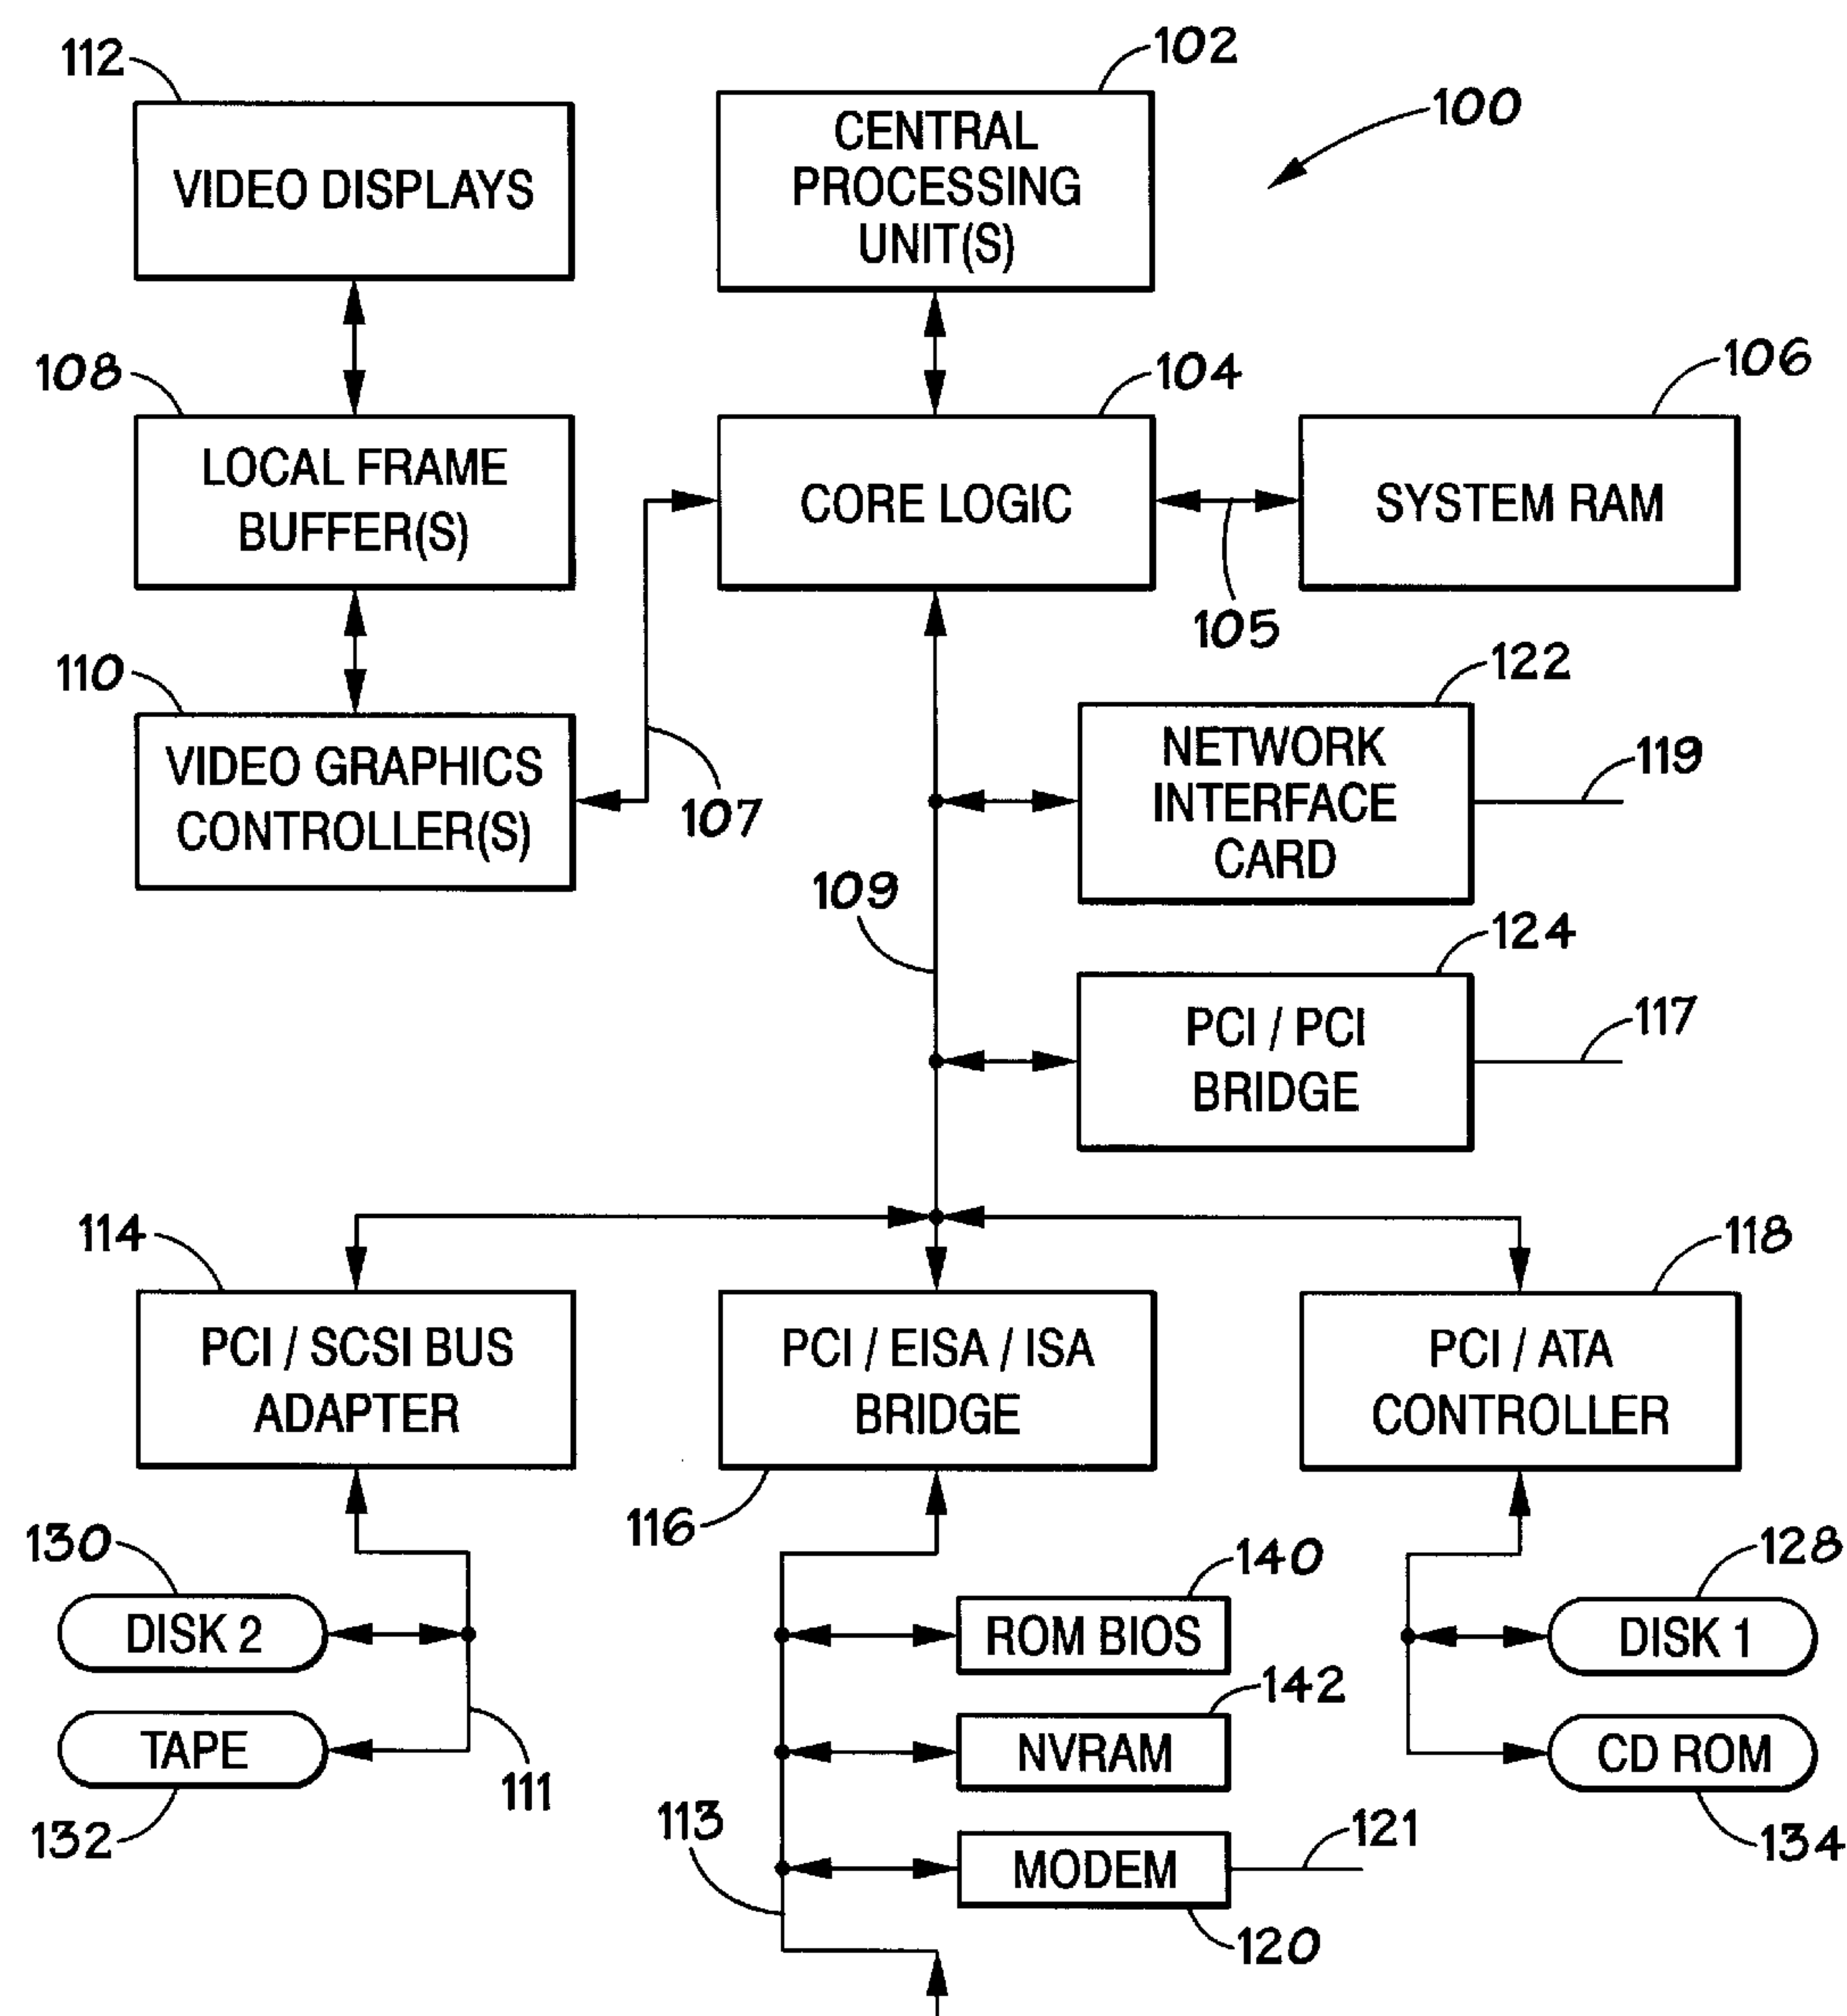 112
102
100
VIDEO DISPLAYS
CENTRAL
PROCESSING
UNIT(S)
108
104
106
LOCAL FRAME
BUFFER(S)
CORE LOGIC
SYSTEM RAM
105
110
122
VIDEO GRAPHICS
CONTROLLER(S)
107
NETWORK
INTERFACE
CARD
119
109
124
PCI / PCI
BRIDGE
117
114
118
PCI / SCSI BUS
ADAPTER
PCI / EISA / ISA
BRIDGE
PCI / ATA
CONTROLLER
116
130
140
128
DISK 2
ROM BIOS
DISK 1
142
TAPE
NVRAM
CD ROM
132
111
113
121
134
MODEM
120